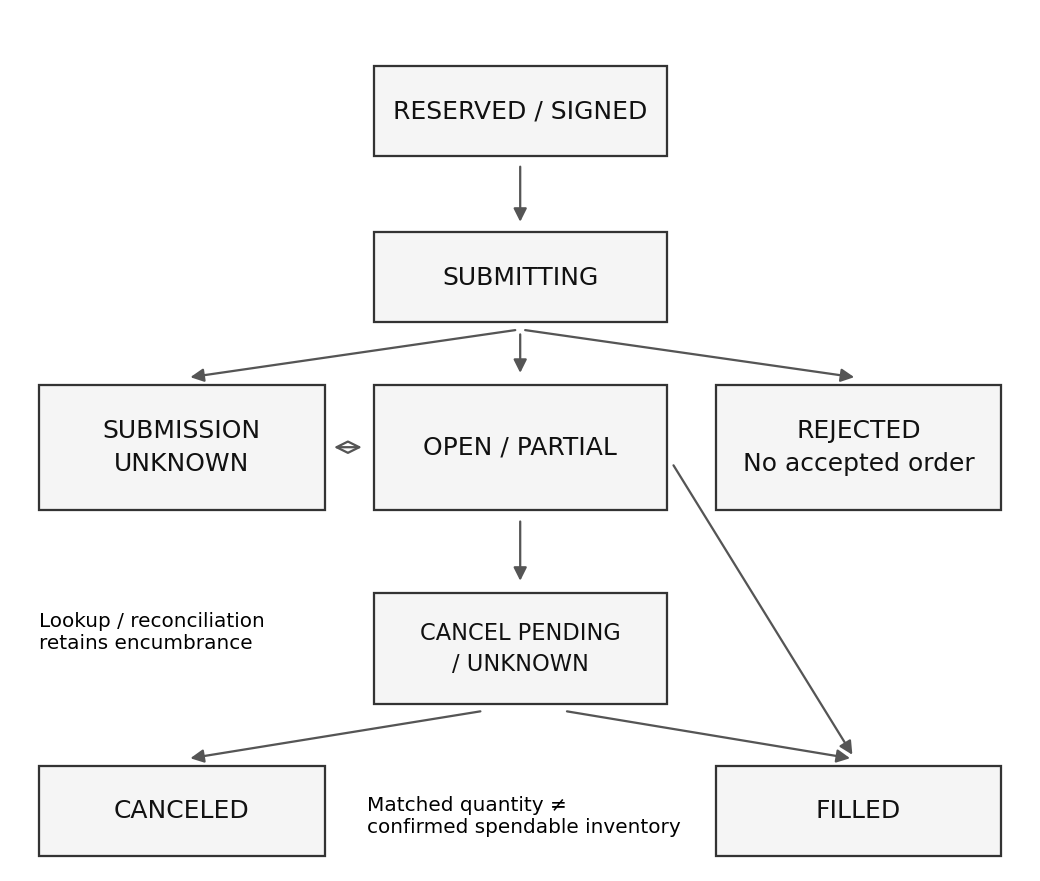 RESERVED / SIGNED
SUBMITTING
SUBMISSION
UNKNOWN
OPEN / PARTIAL
REJECTED
No accepted order
Lookup / reconciliation
retains encumbrance
CANCEL PENDING
/ UNKNOWN
CANCELED
Matched quantity ≠
confirmed spendable inventory
FILLED